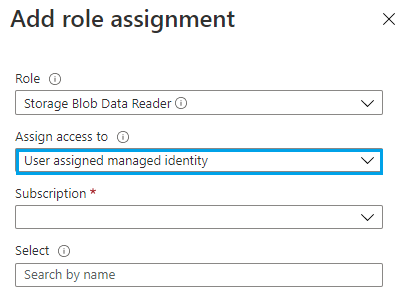 Add role assignment
Role
Storage Blob Data Reader
Assign access to
User assigned managed identity
Subscription *
Select
Search by name